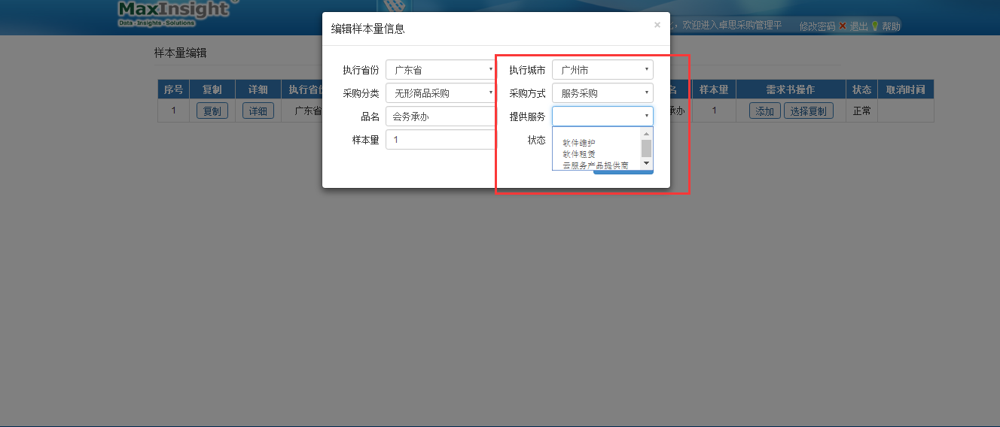 MaxInsight
Data · Insights · Solutions
，欢迎进入卓思采购管理平
修改密码 退出 帮助
样本量编辑
编辑样本量信息
×
执行省份 广东省 执行城市 广州市
采购分类 无形商品采购 采购方式 服务采购
品名 会务承办 提供服务
样本量 1 状态
软件维护
软件租赁
云服务产品提供商
序号 复制 详细 执行省份 名 样本量 需求书操作 状态 取消时间
1 复制 详细 广东省 承办 1 添加 选择复制 正常